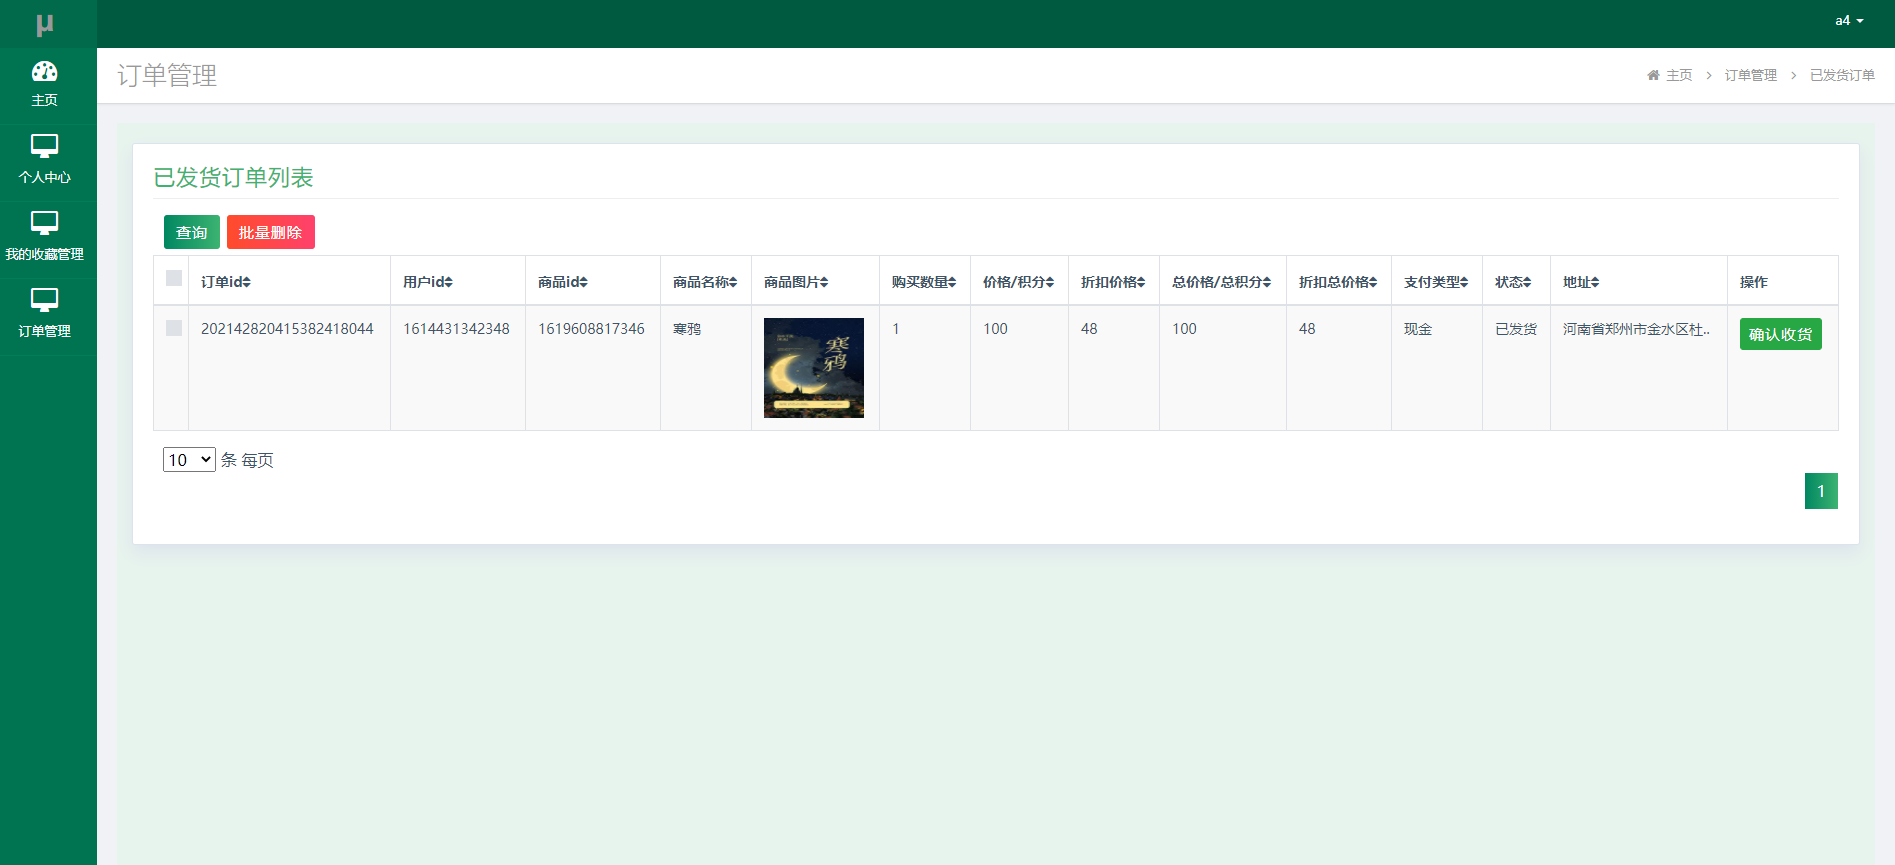 μ
a4
主页
个人中心
我的收藏管理
订单管理
订单管理
主页 > 订单管理 > 已发货订单
已发货订单列表
查询 批量删除
订单id 用户id 商品id 商品名称 商品图片 购买数量 价格/积分 折扣价格 总价格/总积分 折扣总价格 支付类型 状态 地址 操作
202142820415382418044 1614431342348 1619608817346 寒鸦 1 100 48 100 48 现金 已发货 河南省郑州市金水区杜.. 确认收货
寒鸦
10 条 每页
1